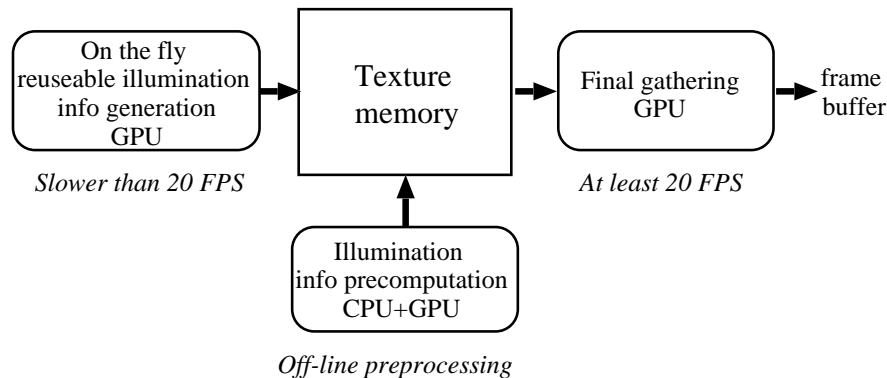 On the fly
reuseable illumination
info generation
GPU
Slower than 20 FPS
Texture
memory
Final gathering
GPU
At least 20 FPS
frame
buffer
Illumination
info precomputation
CPU+GPU
Off-line preprocessing